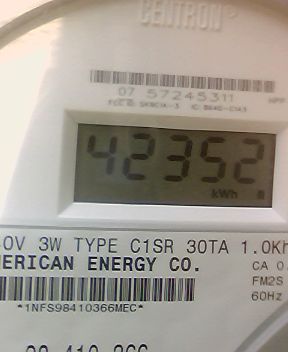 CENTRON®
07 57245311
42352
kWh
0V 3W TYPE C1SR 30TA 1.0Kh
MERICAN ENERGY CO.
CA 0.
FM2S
60Hz
*1NFS98410366MEC*